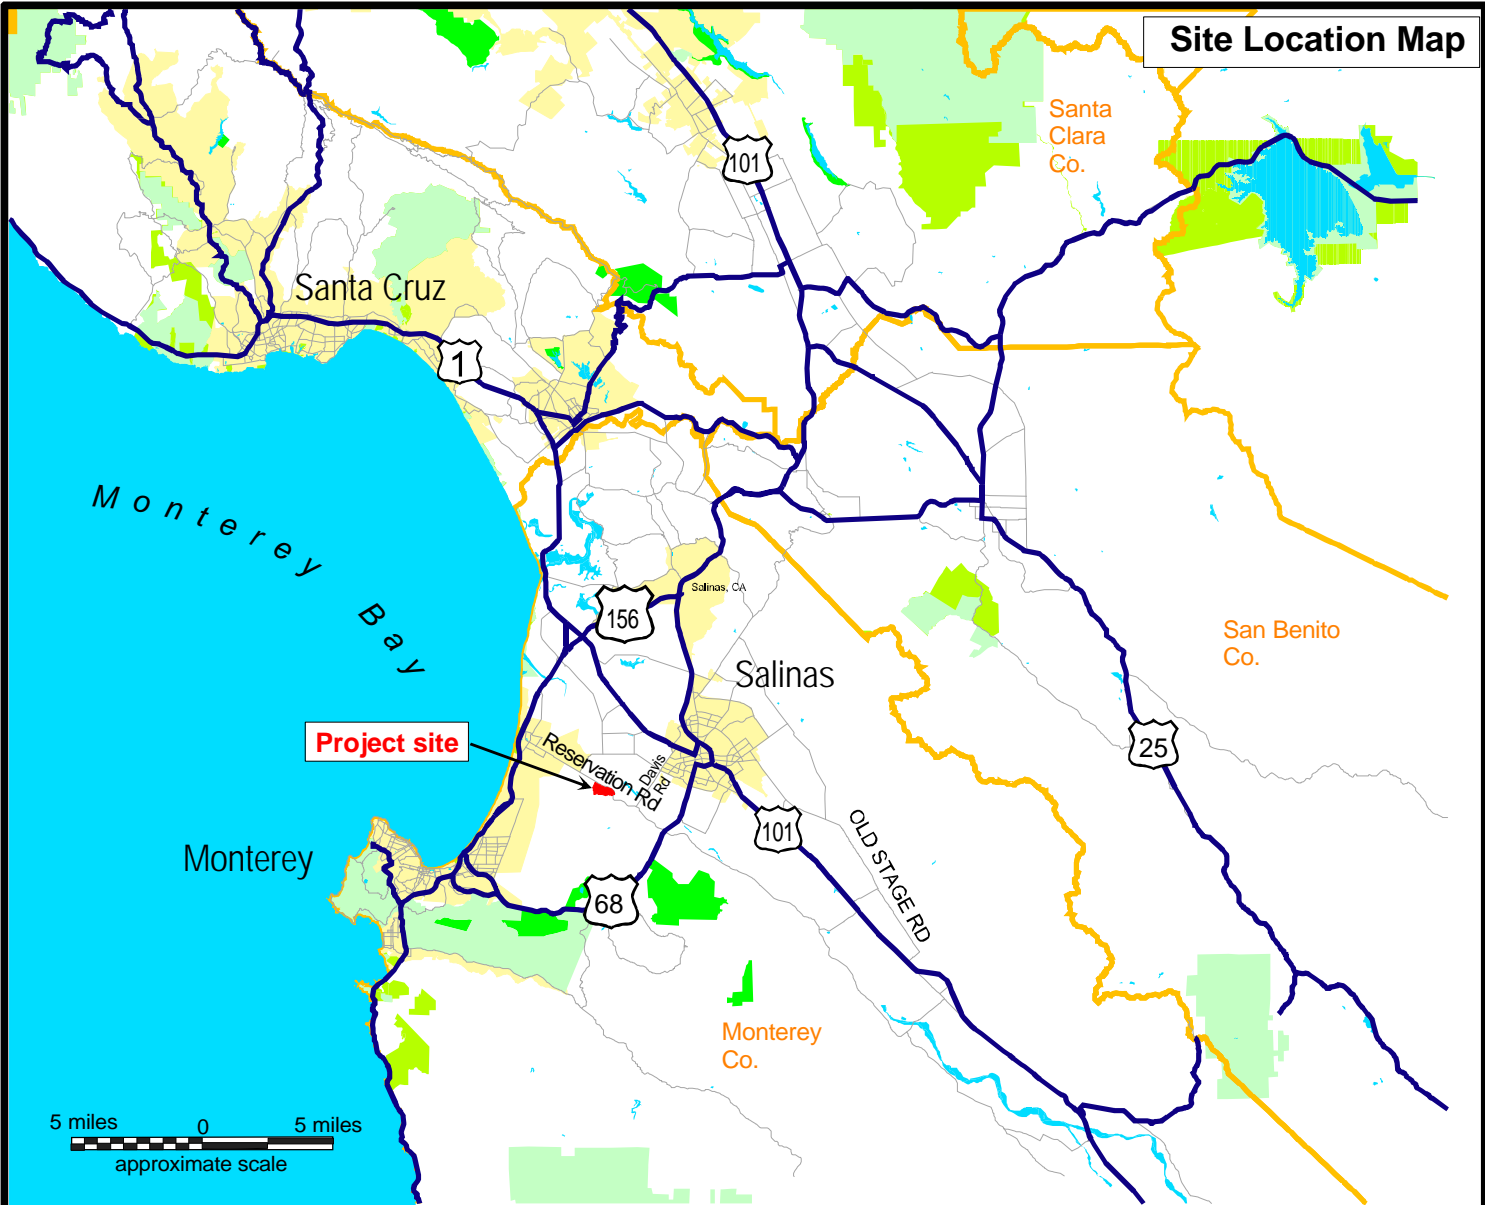 Site Location Map
Santa
Clara
Co.
101
Santa Cruz
1
Monterey Bay
Salinas, CA
156
San Benito
Co.
Salinas
Project site
Reservation Rd
Davis
Rd
25
101
OLD STAGE RD
Monterey
68
Monterey
Co.
5 miles 0 5 miles
approximate scale